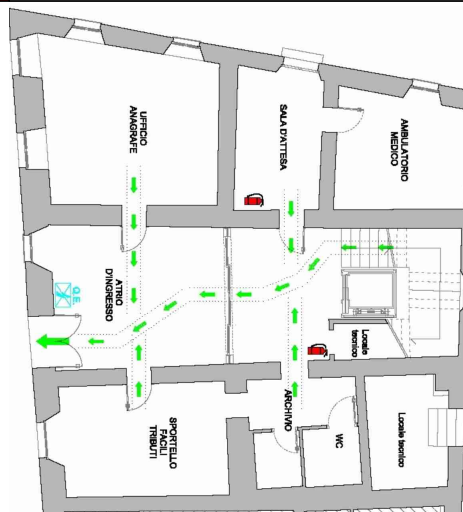 UFFICIO
ANAGRAFE
SALA D'ATTESA
AMBULATORIO
MEDICO
ATRIO
D'INGRESSO
Q.E.
Locale
tecnico
ARCHIVIO
WC
Locale tecnico
SPORTELLO
FACILI
TRIBUTI